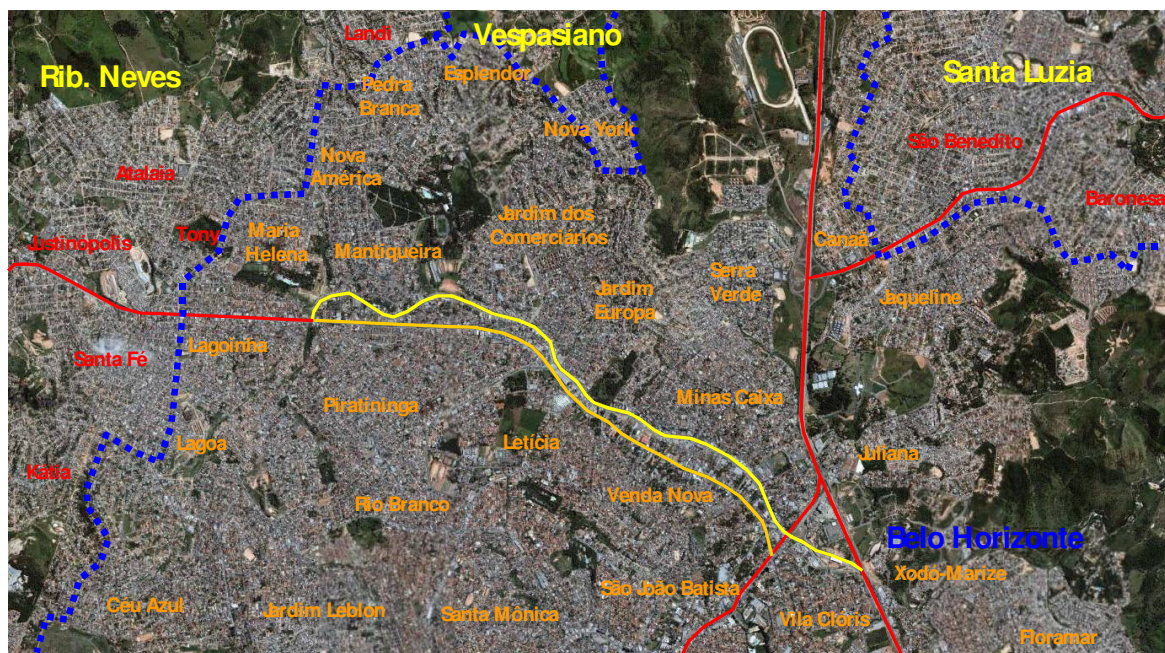 Landi
Vespasiano
Rib. Neves
Esplendor
Santa Luzia
Pedra
Branca
Nova York
São Benedito
Nova
América
Atalaia
Baronesa
Jardim dos
Comerciários
Maria
Helena
Tony
Justinópolis
Mantiqueira
Canaã
Serra
Verde
Jardim
Europa
Jaqueline
Lagoinha
Santa Fé
Piratininga
Minas Caixa
Lagoa
Letícia
Juliana
Kátia
Rio Branco
Venda Nova
Belo Horizonte
Xodó-Marize
São João Batista
Céu Azul
Jardim Leblon
Santa Mônica
Vila Clóris
Floramar